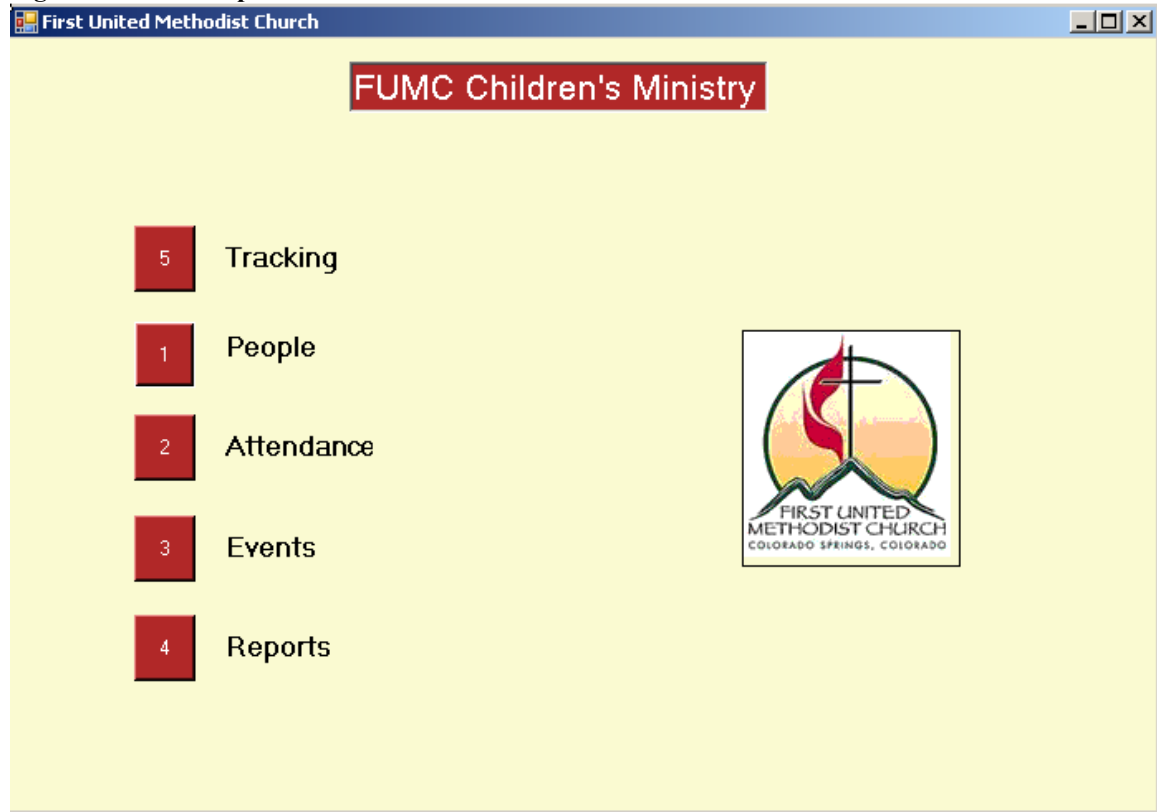 First United Methodist Church
FUMC Children's Ministry
5 Tracking
1 People
2 Attendance
3 Events
4 Reports
FIRST UNITED
METHODIST CHURCH
COLORADO SPRINGS, COLORADO